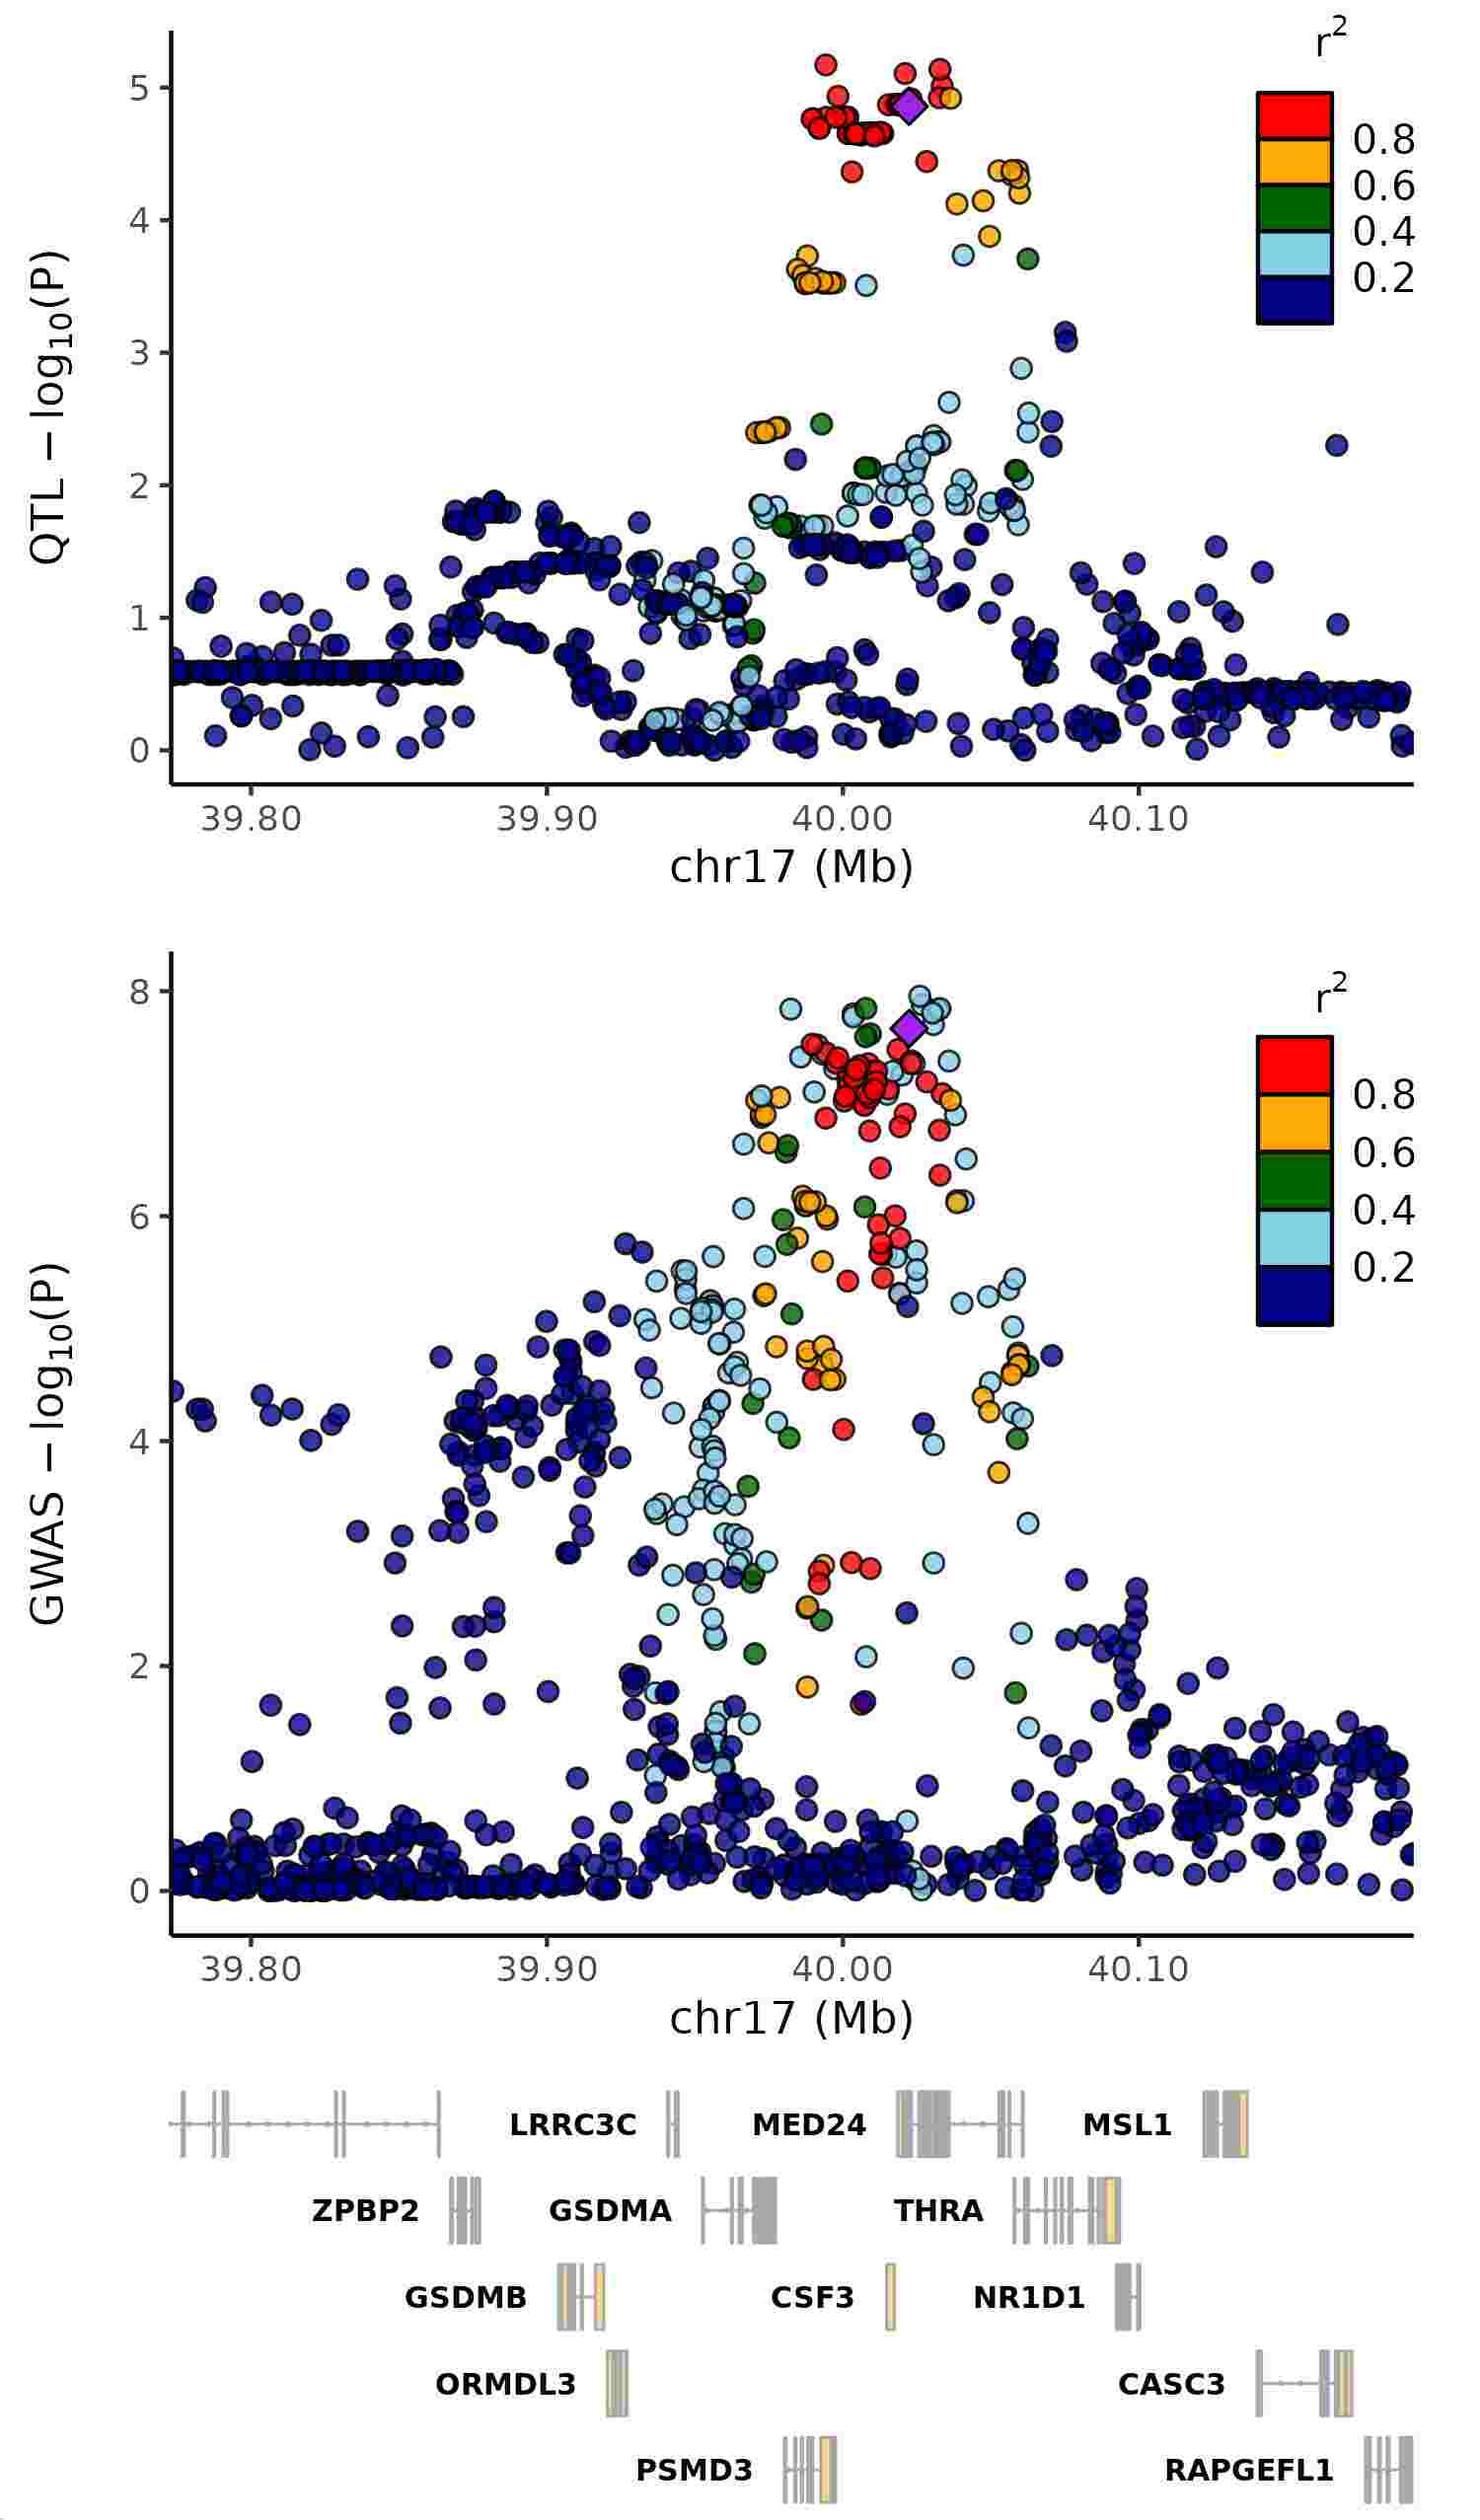 r²
5
4
3
2
1
0
QTL − log₁₀(P)
0.8
0.6
0.4
0.2
39.80 39.90 40.00 40.10
chr17 (Mb)
r²
8
6
4
2
0
GWAS − log₁₀(P)
0.8
0.6
0.4
0.2
39.80 39.90 40.00 40.10
chr17 (Mb)
LRRC3C MED24 MSL1
ZPBP2 GSDMA THRA
GSDMB CSF3 NR1D1
ORMDL3 CASC3
PSMD3 RAPGEFL1